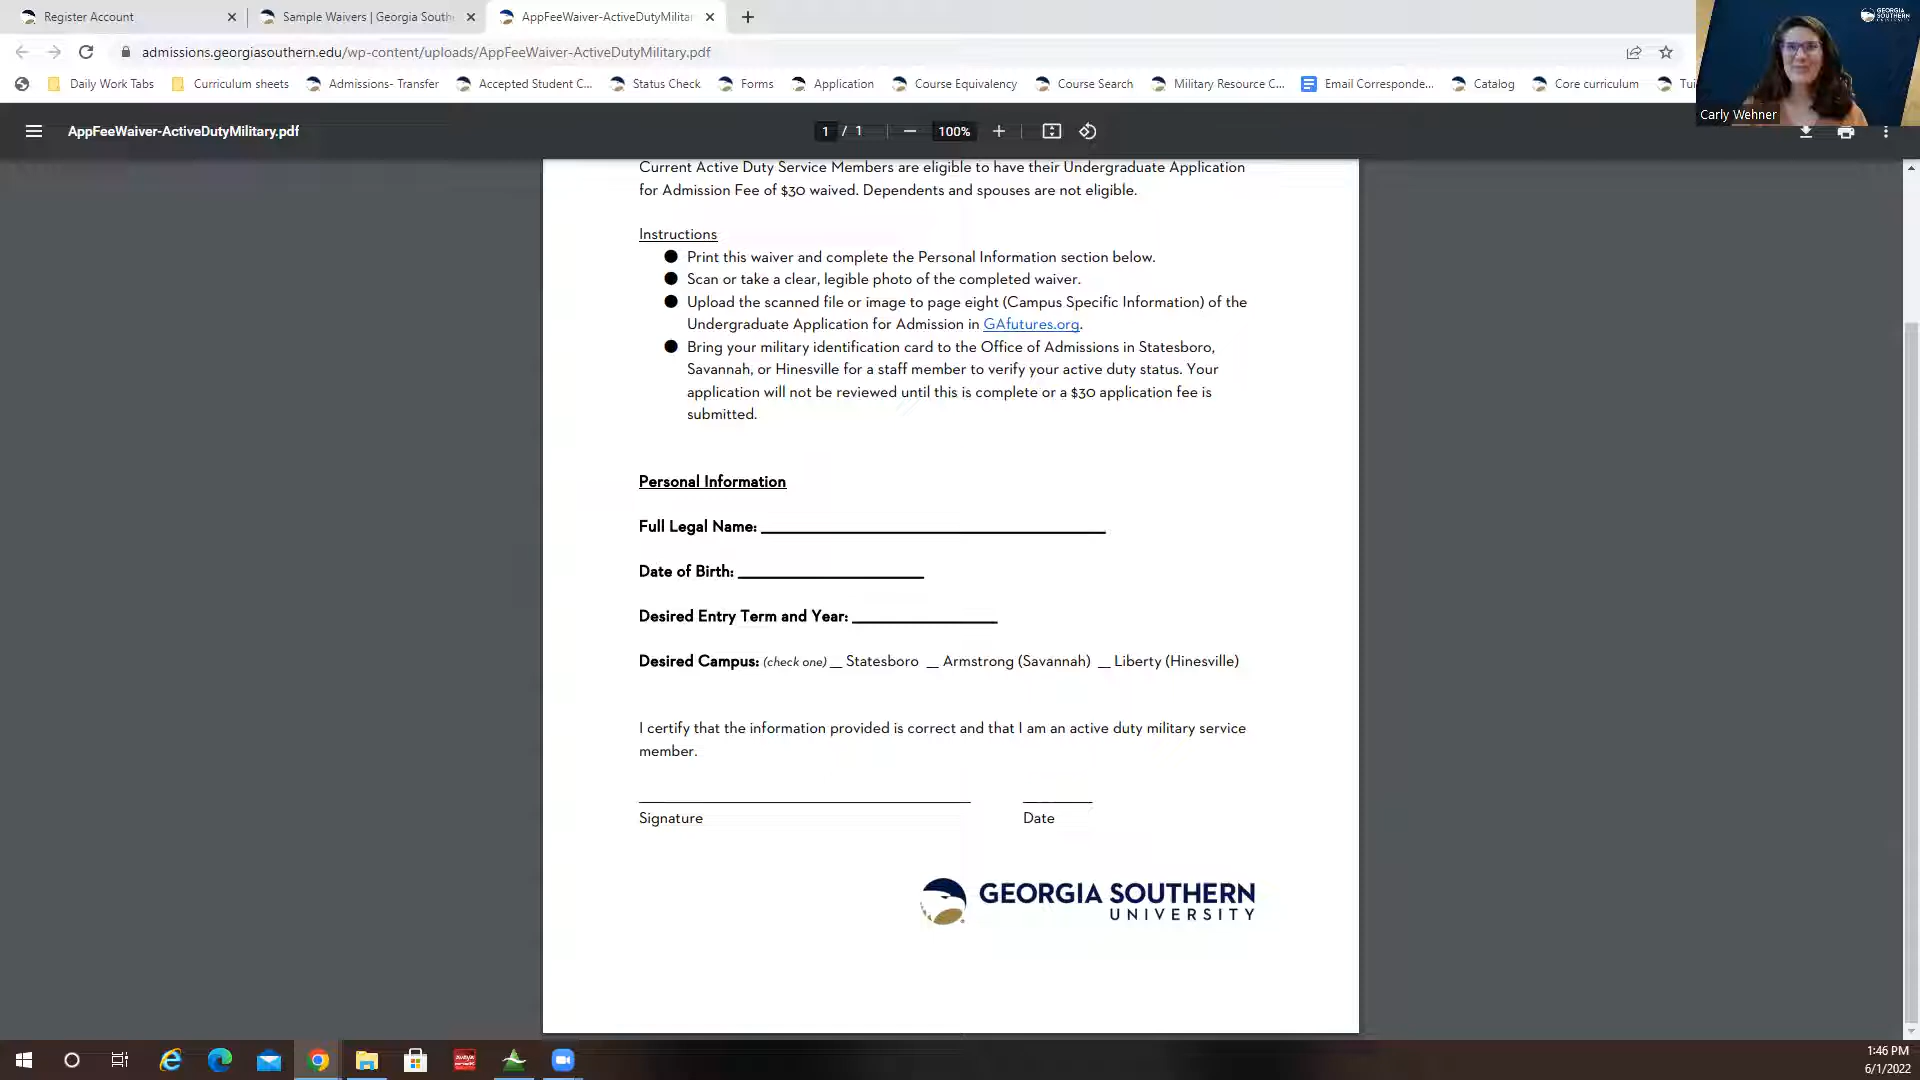 Register Account
Sample Waivers | Georgia South
AppFeeWaiver-ActiveDutyMilitar
admissions.georgiasouthern.edu/wp-content/uploads/AppFeeWaiver-ActiveDutyMilitary.pdf
Daily Work Tabs
Curriculum sheets
Admissions- Transfer
Accepted Student C...
Status Check
Forms
Application
Course Equivalency
Course Search
Military Resource C...
Email Corresponde...
Catalog
Core curriculum
Tui
GEORGIA SOUTHERN
Carly Wehner
AppFeeWaiver-ActiveDutyMilitary.pdf
1 / 1
100%
Current Active Duty Service Members are eligible to have their Undergraduate Application
for Admission Fee of $30 waived. Dependents and spouses are not eligible.
Instructions
● Print this waiver and complete the Personal Information section below.
● Scan or take a clear, legible photo of the completed waiver.
● Upload the scanned file or image to page eight (Campus Specific Information) of the
Undergraduate Application for Admission in GAfutures.org.
● Bring your military identification card to the Office of Admissions in Statesboro,
Savannah, or Hinesville for a staff member to verify your active duty status. Your
application will not be reviewed until this is complete or a $30 application fee is
submitted.
Personal Information
Full Legal Name:
Date of Birth:
Desired Entry Term and Year:
Desired Campus: (check one) __ Statesboro __ Armstrong (Savannah) __ Liberty (Hinesville)
I certify that the information provided is correct and that I am an active duty military service
member.
Signature
Date
GEORGIA SOUTHERN
UNIVERSITY
1:46 PM
6/1/2022